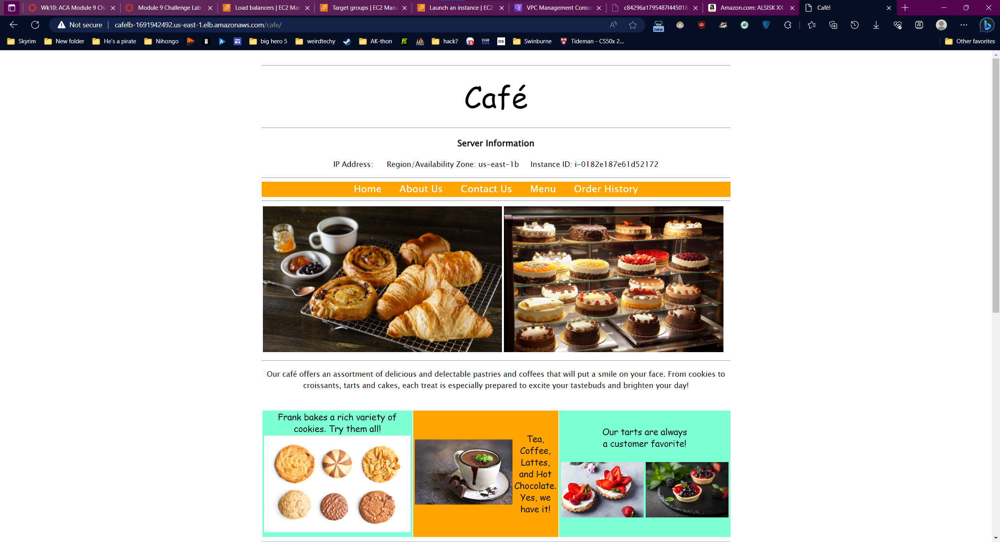 Wk10: ACA Module 9 Cha
Module 9 Challenge Lab
Load balancers | EC2 Man
Target groups | EC2 Mana
Launch an instance | EC2
VPC Management Conso
c84296a1795487l445018
Amazon.com: ALSISK XX
Café!
Not secure
cafelb-1691942492.us-east-1.elb.amazonaws.com/cafe/
new
Skyrim
New folder
He's a pirate
Nihongo
big hero 5
weirdtechy
AK-thon
hack?
DS
Swinburne
Tideman - CS50x 2...
Other favorites
Café
Server Information
IP Address: Region/Availability Zone: us-east-1b Instance ID: i-0182e187e61d52172
Home About Us Contact Us Menu Order History
Our café offers an assortment of delicious and delectable pastries and coffees that will put a smile on your face. From cookies to
croissants, tarts and cakes, each treat is especially prepared to excite your tastebuds and brighten your day!
Frank bakes a rich variety of
cookies. Try them all!
Tea,
Coffee,
Lattes,
and Hot
Chocolate.
Yes, we
have it!
Our tarts are always
a customer favorite!